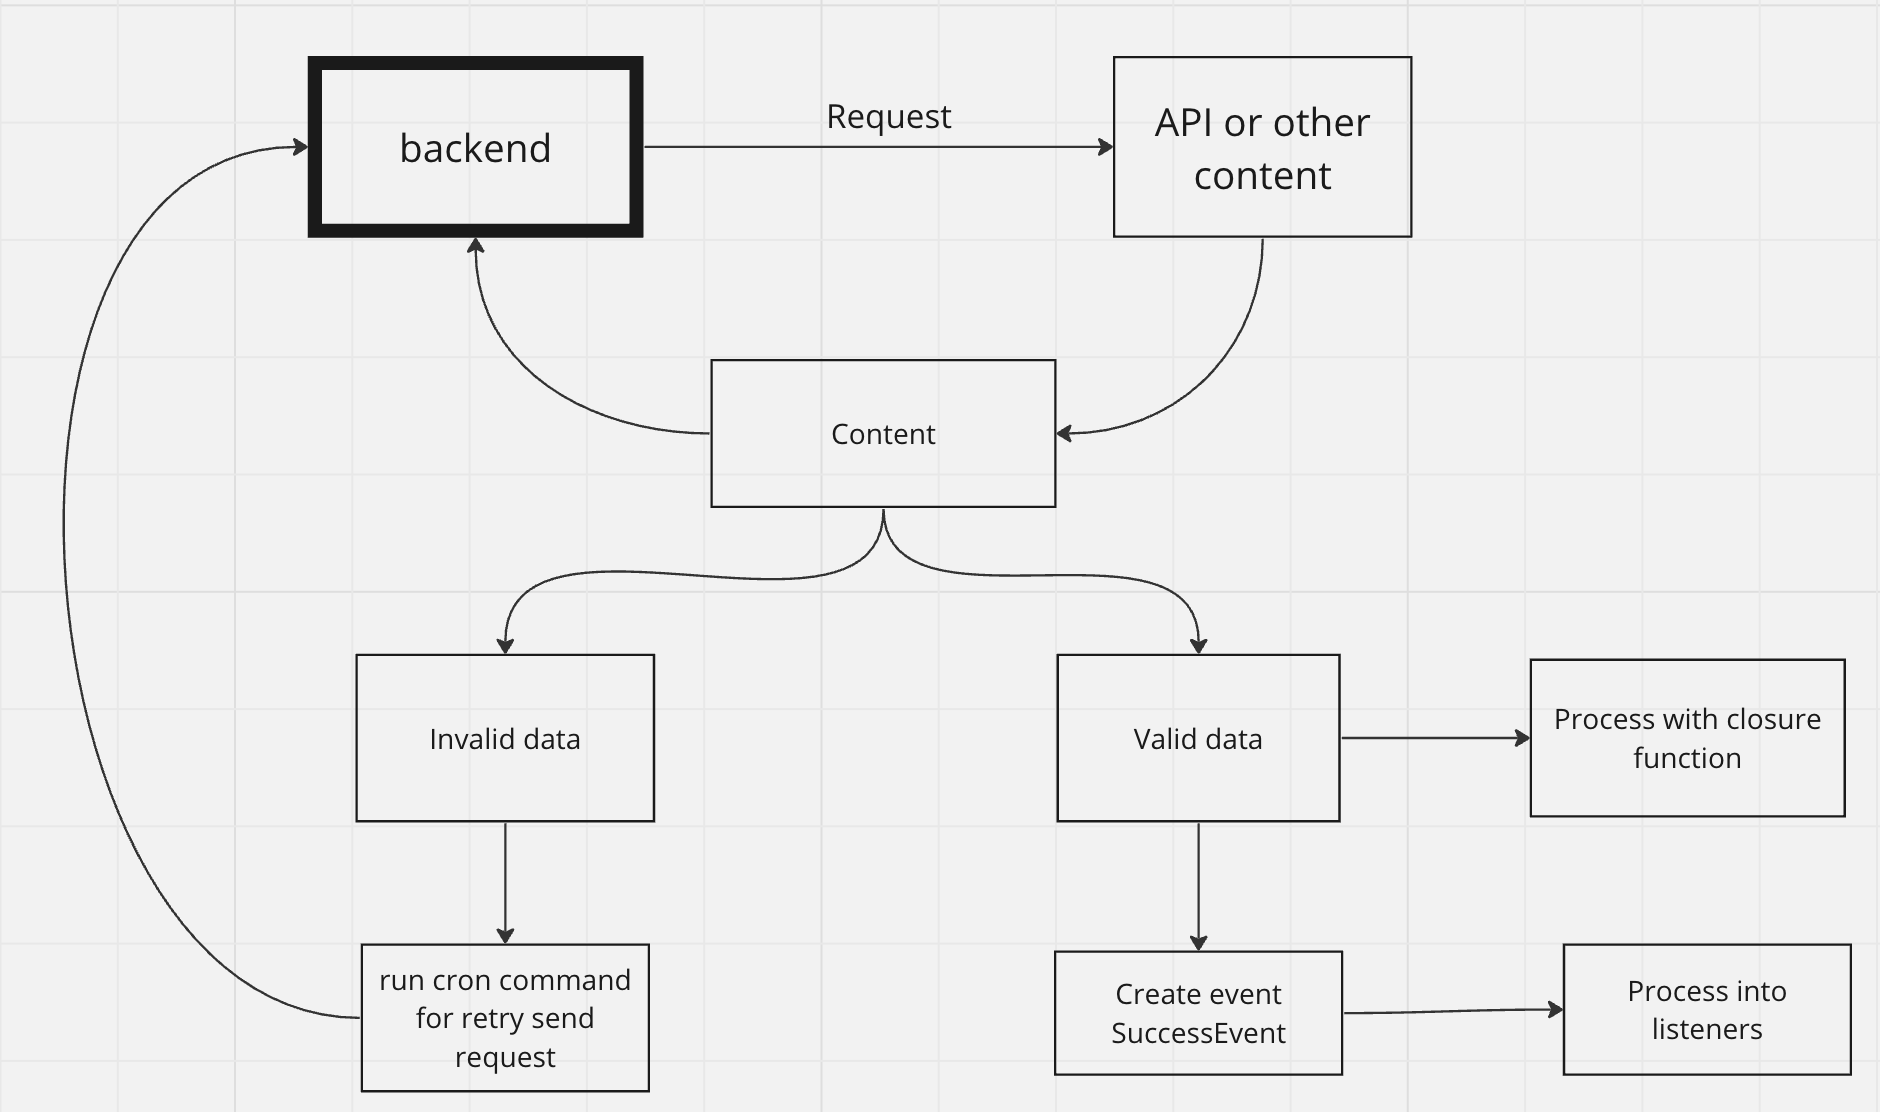 backend
Request
API or other
content
Content
Invalid data
Valid data
Process with closure
function
run cron command
for retry send
request
Create event
SuccessEvent
Process into
listeners